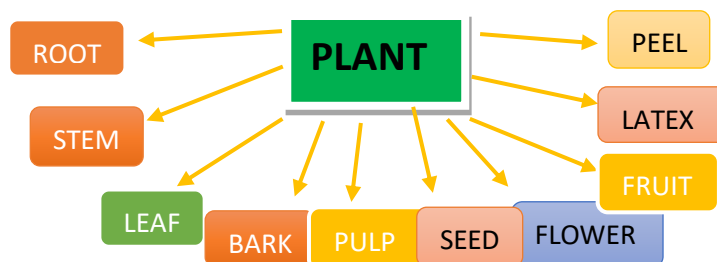 PLANT
ROOT
PEEL
STEM
LATEX
FRUIT
LEAF
BARK
PULP
SEED
FLOWER